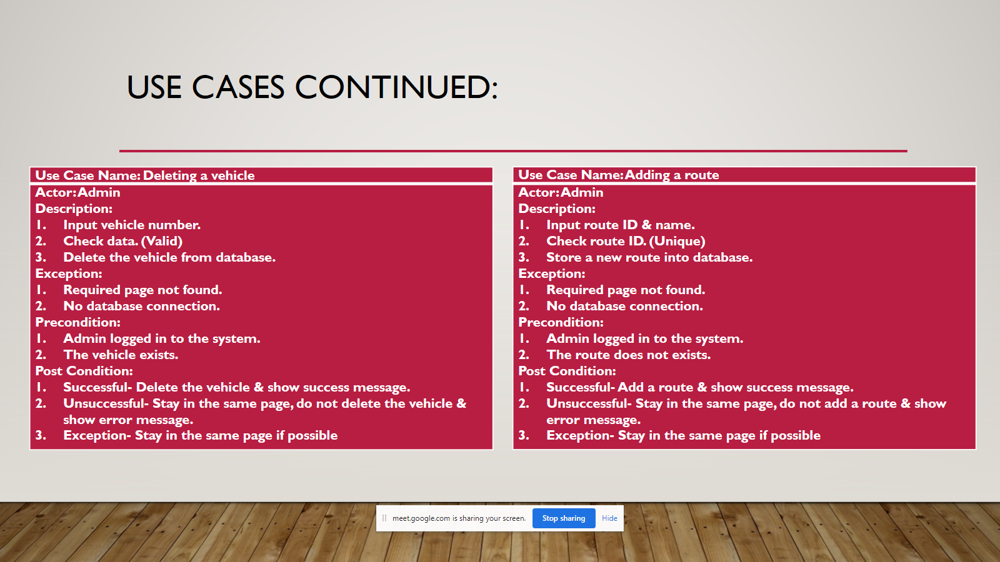 USE CASES CONTINUED:
Use Case Name: Deleting a vehicle
Actor: Admin
Description:
1. Input vehicle number.
2. Check data. (Valid)
3. Delete the vehicle from database.
Exception:
1. Required page not found.
2. No database connection.
Precondition:
1. Admin logged in to the system.
2. The vehicle exists.
Post Condition:
1. Successful- Delete the vehicle & show success message.
2. Unsuccessful- Stay in the same page, do not delete the vehicle &
show error message.
3. Exception- Stay in the same page if possible
Use Case Name: Adding a route
Actor: Admin
Description:
1. Input route ID & name.
2. Check route ID. (Unique)
3. Store a new route into database.
Exception:
1. Required page not found.
2. No database connection.
Precondition:
1. Admin logged in to the system.
2. The route does not exists.
Post Condition:
1. Successful- Add a route & show success message.
2. Unsuccessful- Stay in the same page, do not add a route & show
error message.
3. Exception- Stay in the same page if possible
meet.google.com is sharing your screen. Stop sharing Hide